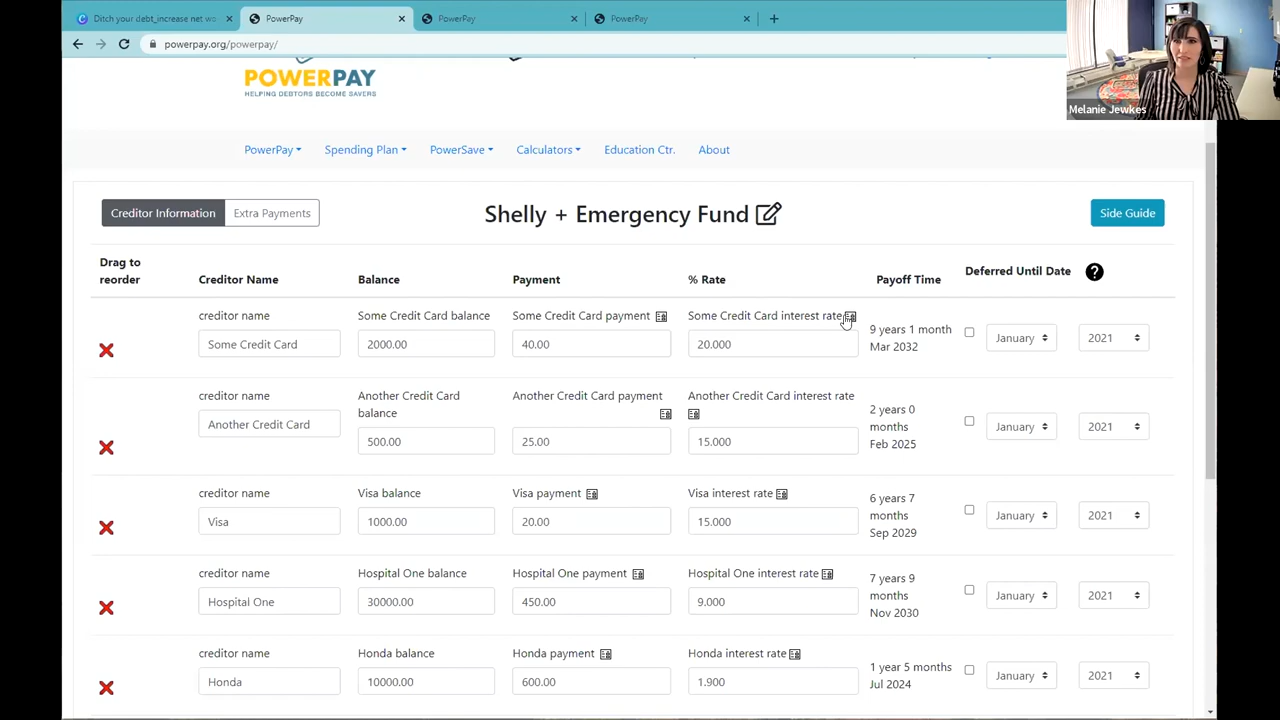 Ditch your debt_increase net wo
PowerPay
PowerPay
PowerPay
powerpay.org/powerpay/
Melanie Jewkes
POWERPAY
HELPING DEBTORS BECOME SAVERS
PowerPay
Spending Plan
PowerSave
Calculators
Education Ctr.
About
Creditor Information
Extra Payments
Shelly + Emergency Fund
Side Guide
Drag to
reorder
Creditor Name
Balance
Payment
% Rate
Payoff Time
Deferred Until Date
?
creditor name
Some Credit Card balance
Some Credit Card payment
Some Credit Card interest rate
Some Credit Card
2000.00
40.00
20.000
9 years 1 month
Mar 2032
January
2021
creditor name
Another Credit Card
balance
Another Credit Card payment
Another Credit Card interest rate
Another Credit Card
500.00
25.00
15.000
2 years 0
months
Feb 2025
January
2021
creditor name
Visa balance
Visa payment
Visa interest rate
Visa
1000.00
20.00
15.000
6 years 7
months
Sep 2029
January
2021
creditor name
Hospital One balance
Hospital One payment
Hospital One interest rate
Hospital One
30000.00
450.00
9.000
7 years 9
months
Nov 2030
January
2021
creditor name
Honda balance
Honda payment
Honda interest rate
Honda
10000.00
600.00
1.900
1 year 5 months
Jul 2024
January
2021